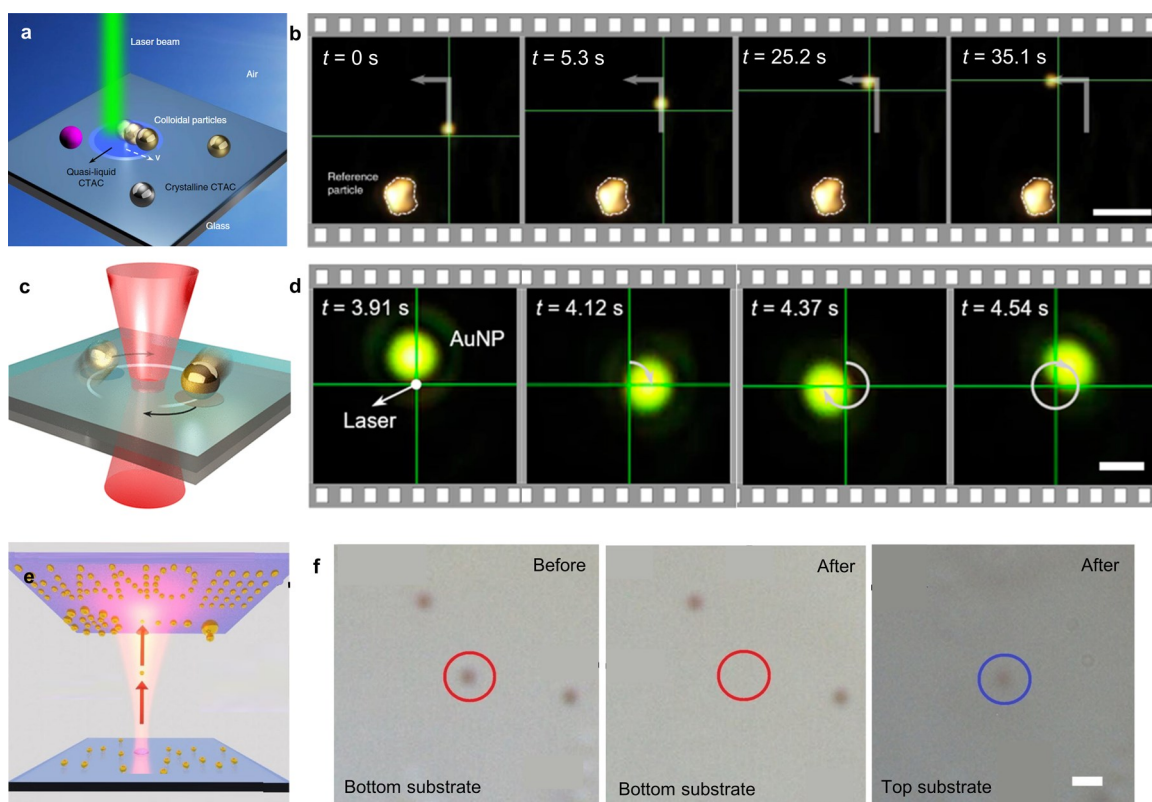 a
Laser beam
Air
Colloidal particles
v
Quasi-liquid
CTAC
Crystalline CTAC
Glass
b
t = 0 s
t = 5.3 s
t = 25.2 s
t = 35.1 s
Reference
particle
c
d
t = 3.91 s
t = 4.12 s
t = 4.37 s
t = 4.54 s
AuNP
Laser
e
f
Before
After
After
Bottom substrate
Bottom substrate
Top substrate